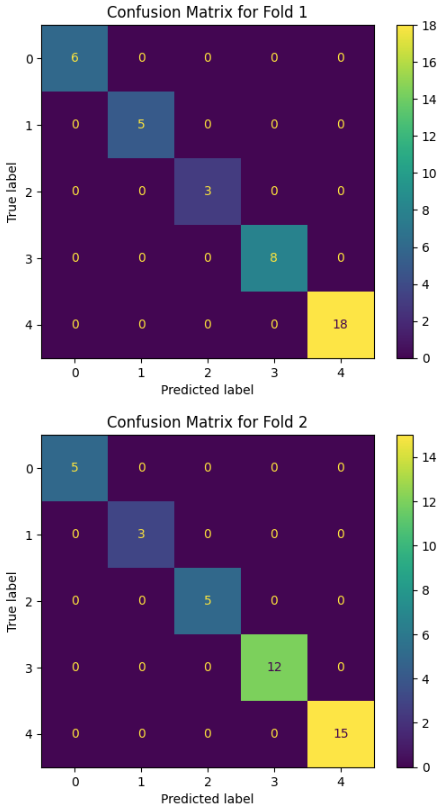 Confusion Matrix for Fold 1
0 6 0 0 0 0
1 0 5 0 0 0
2 0 0 3 0 0
3 0 0 0 8 0
4 0 0 0 0 18
0 1 2 3 4
Predicted label
True label
18
16
14
12
10
8
6
4
2
0
Confusion Matrix for Fold 2
0 5 0 0 0 0
1 0 3 0 0 0
2 0 0 5 0 0
3 0 0 0 12 0
4 0 0 0 0 15
0 1 2 3 4
Predicted label
True label
14
12
10
8
6
4
2
0